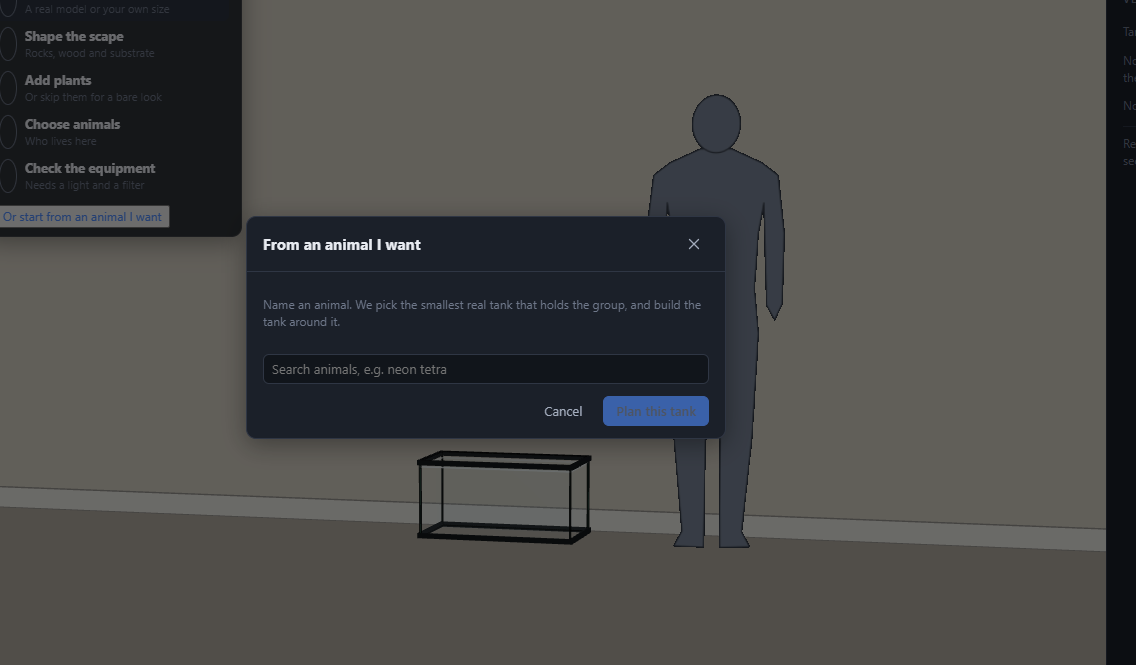 A real model or your own size
Shape the scape
Rocks, wood and substrate
Add plants
Or skip them for a bare look
Choose animals
Who lives here
Check the equipment
Needs a light and a filter
Or start from an animal I want
From an animal I want
Name an animal. We pick the smallest real tank that holds the group, and build the
tank around it.
Search animals, e.g. neon tetra
Cancel
Plan this tank